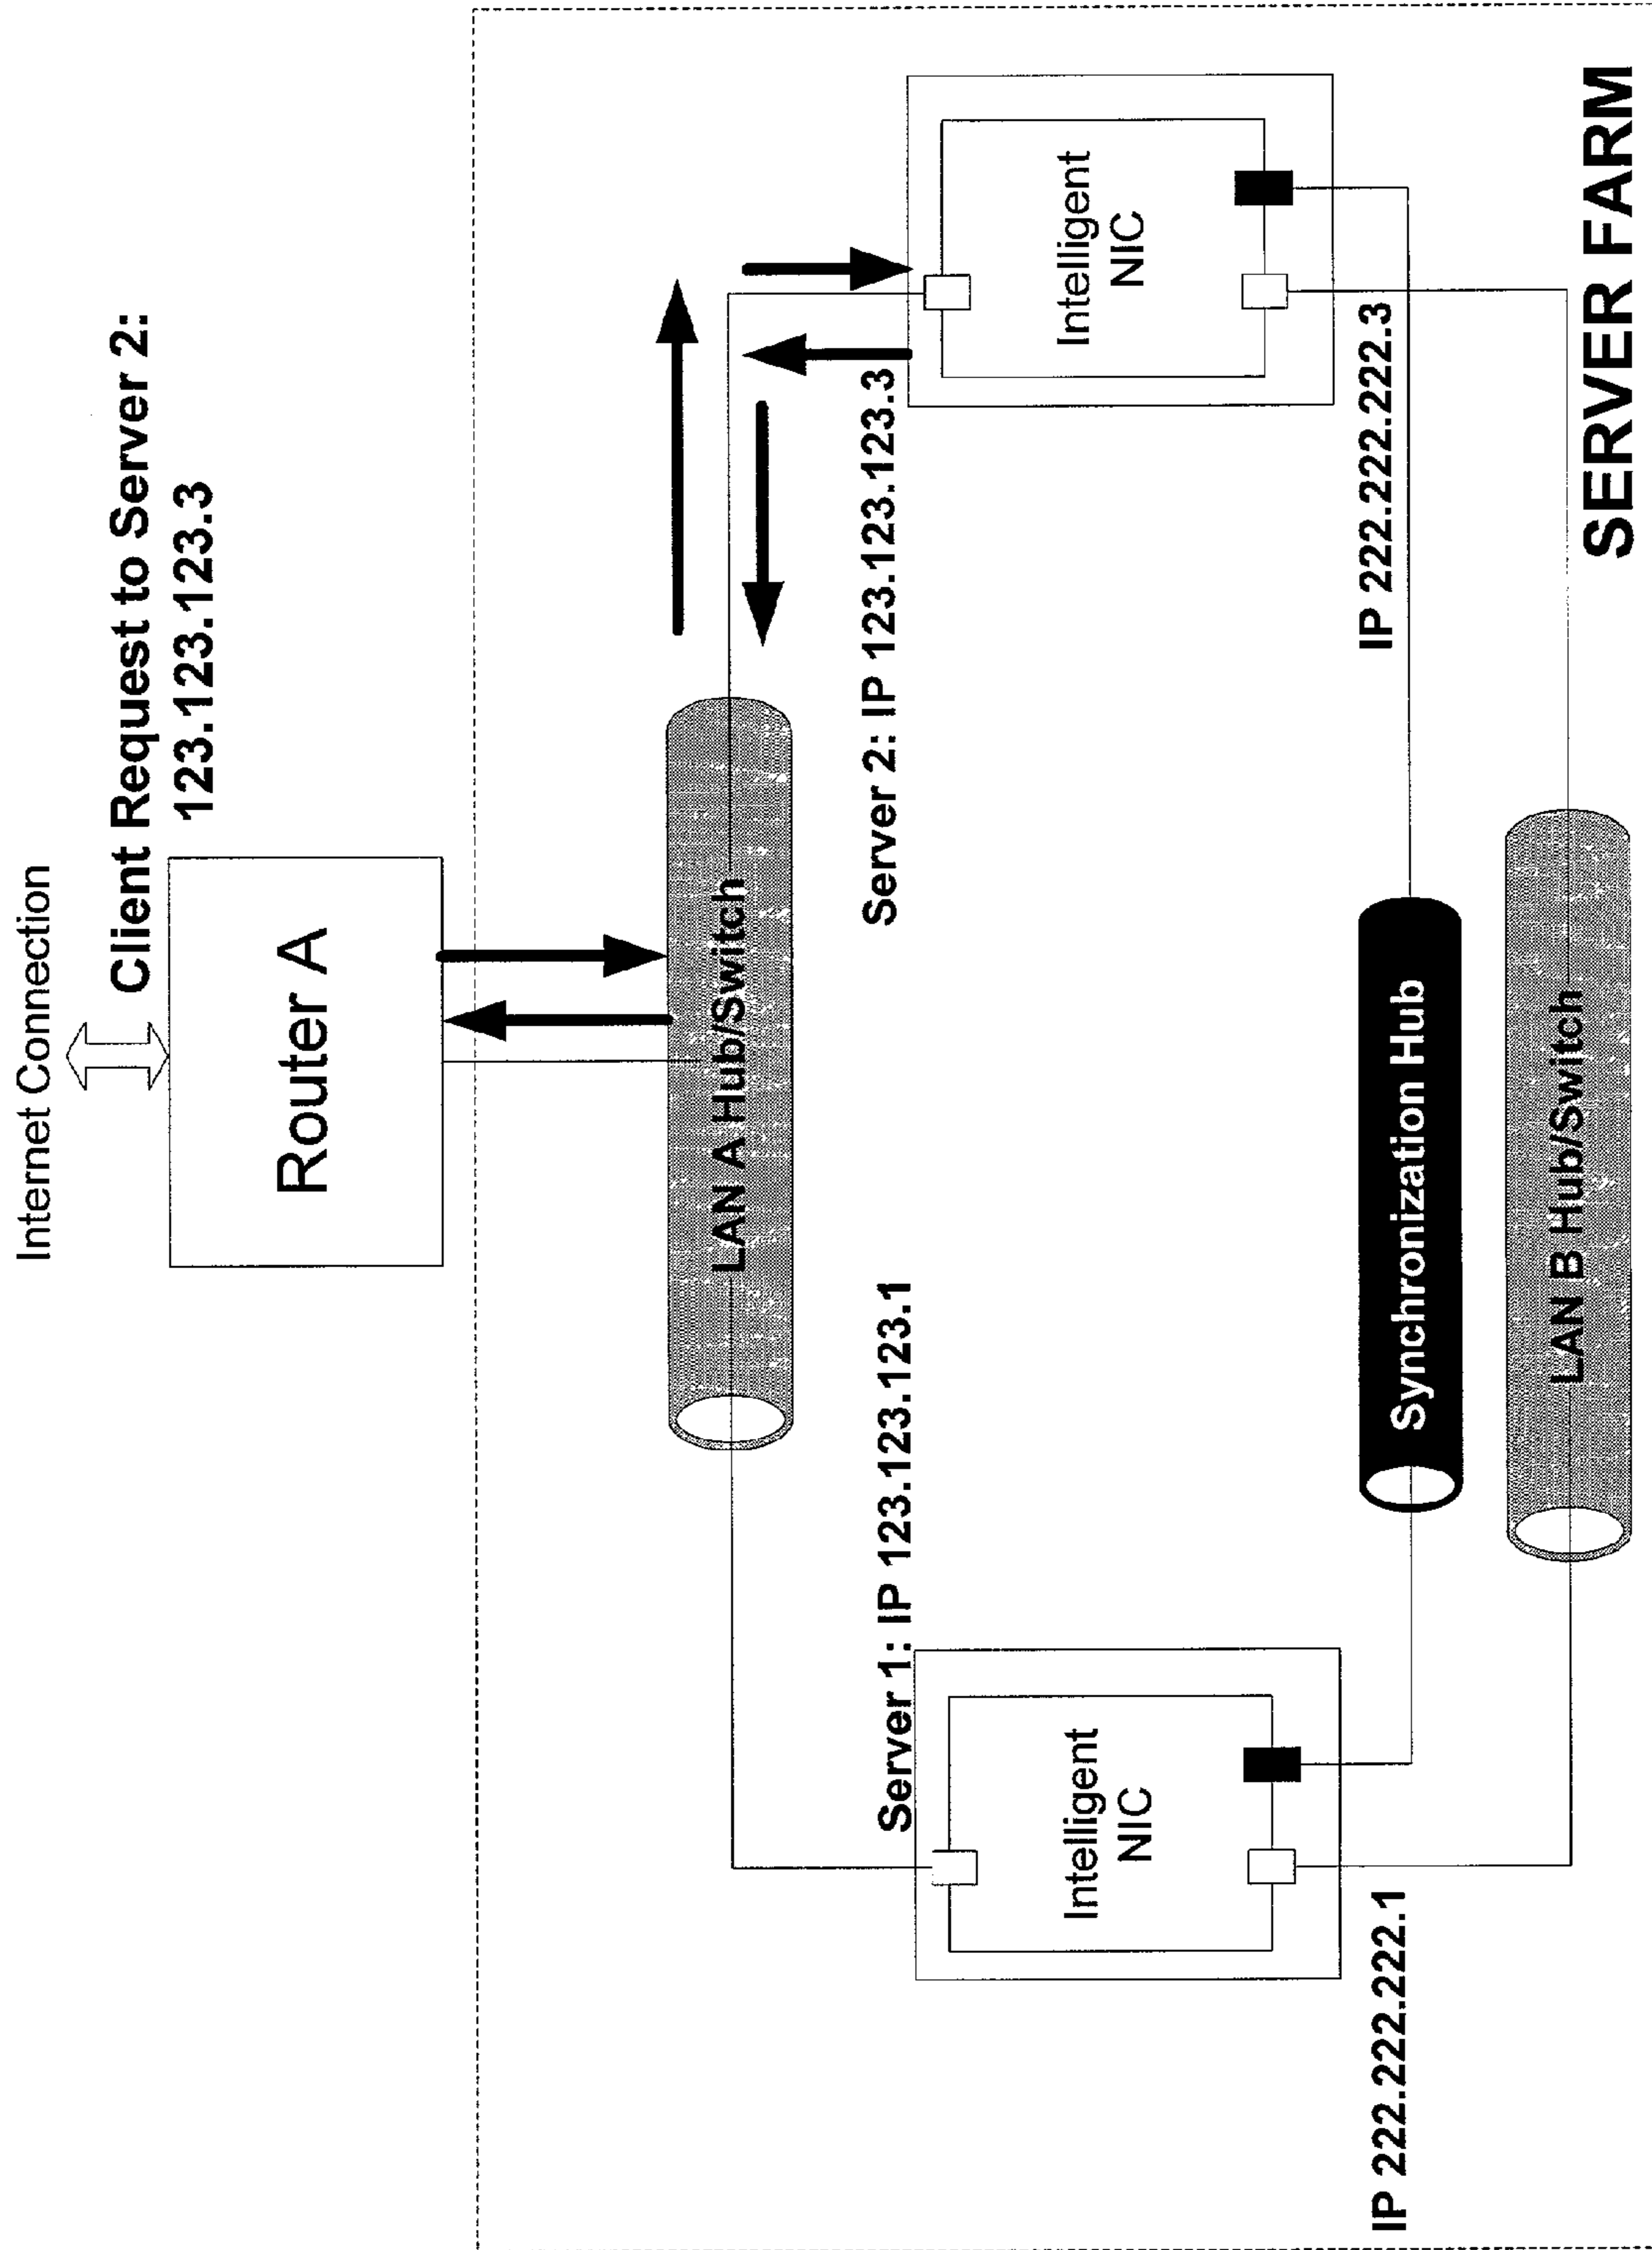 Internet Connection
Client Request to Server 2:
123.123.123.3
Router A
LAN A Hub/Switch
Server 1: IP 123.123.123.1
Server 2: IP 123.123.123.3
Intelligent
NIC
Intelligent
NIC
IP 222.222.222.1
IP 222.222.222.3
Synchronization Hub
LAN B Hub/Switch
SERVER FARM